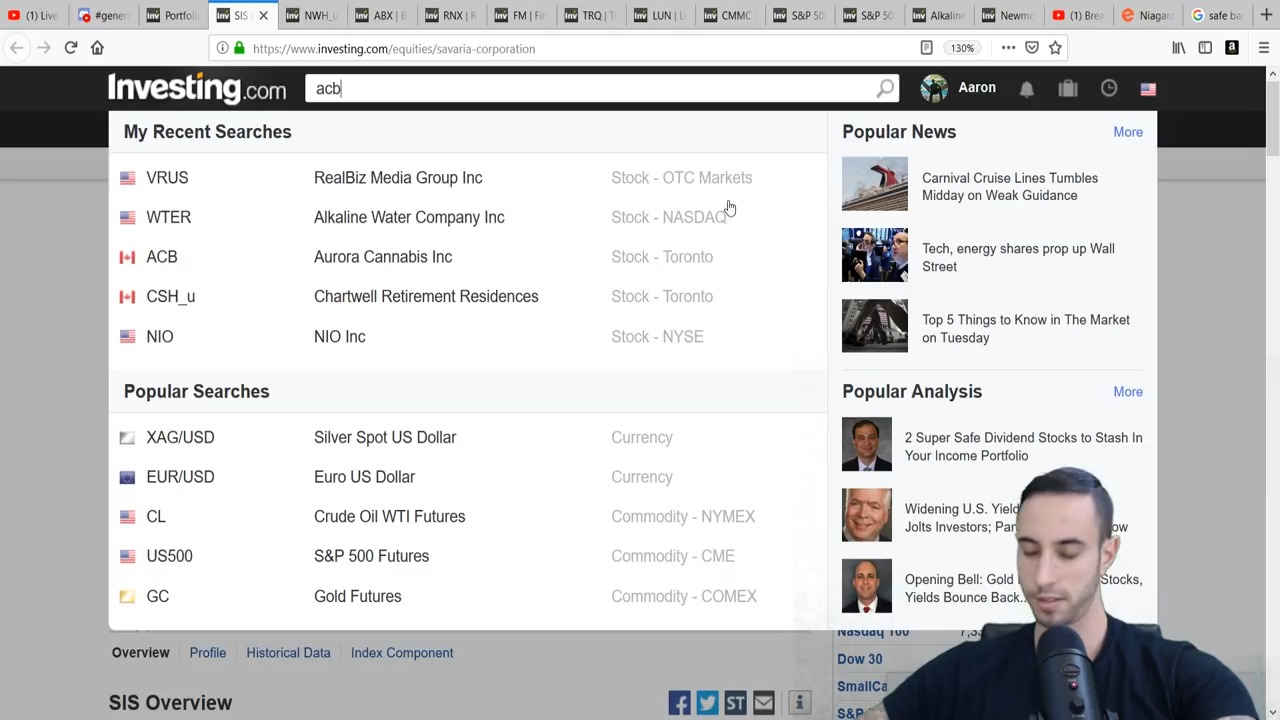 (1) Live
#gener
Portfoli
SIS
NWH_u
ABX | B
RNX | R
FM | Fi
TRQ | T
LUN | L
CMMC
S&P 50
S&P 50
Alkaline
Newmo
(1) Brea
Niagara
safe ba
https://www.investing.com/equities/savaria-corporation
130%
Investing.com
acb
Aaron
My Recent Searches
VRUS RealBiz Media Group Inc Stock - OTC Markets
WTER Alkaline Water Company Inc Stock - NASDAQ
ACB Aurora Cannabis Inc Stock - Toronto
CSH_u Chartwell Retirement Residences Stock - Toronto
NIO NIO Inc Stock - NYSE
Popular Searches
XAG/USD Silver Spot US Dollar Currency
EUR/USD Euro US Dollar Currency
CL Crude Oil WTI Futures Commodity - NYMEX
US500 S&P 500 Futures Commodity - CME
GC Gold Futures Commodity - COMEX
Popular News More
Carnival Cruise Lines Tumbles
Midday on Weak Guidance
Tech, energy shares prop up Wall
Street
Top 5 Things to Know in The Market
on Tuesday
Popular Analysis More
2 Super Safe Dividend Stocks to Stash In
Your Income Portfolio
Widening U.S. Yiel
Jolts Investors; Pa ow
Opening Bell: Gold Stocks,
Yields Bounce Back..
Nasdaq 100
Dow 30
SmallCa
S&P
Overview Profile Historical Data Index Component
SIS Overview
ST